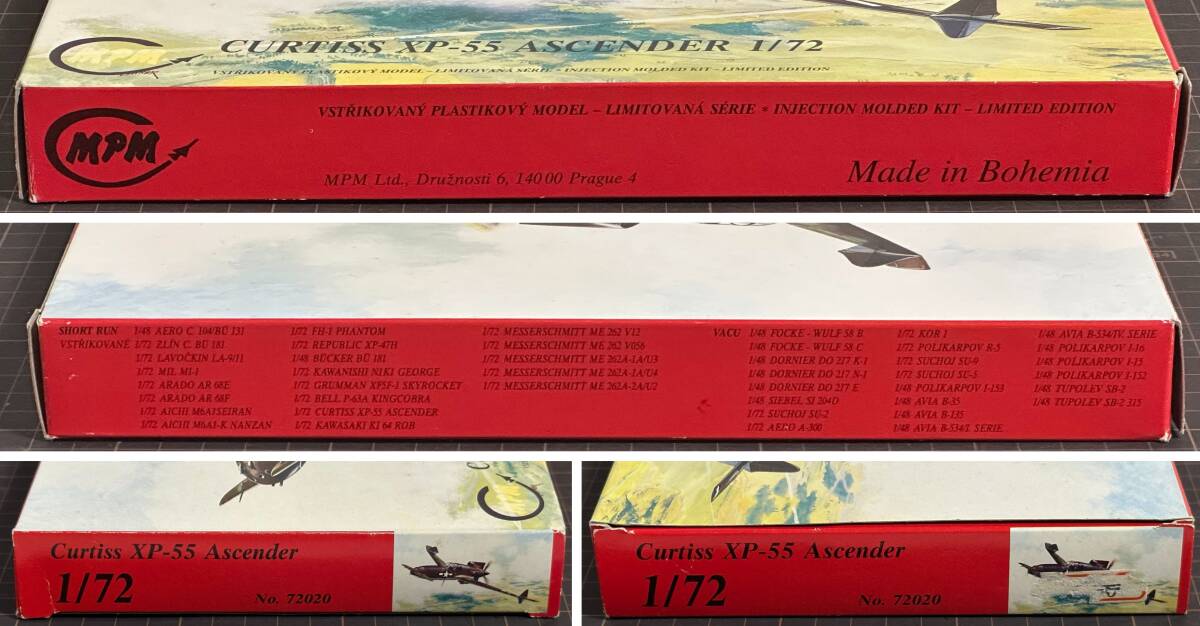 MPM
CURTISS XP-55 ASCENDER 1/72
VSTŘIKOVANÝ PLASTIKOVÝ MODEL - LIMITOVANÁ SÉRIE * INJECTION MOLDED KIT - LIMITED EDITION
MPM
VSTŘIKOVANÝ PLASTIKOVÝ MODEL – LIMITOVANÁ SÉRIE * INJECTION MOLDED KIT – LIMITED EDITION
MPM Ltd., Družnosti 6, 140 00 Prague 4
Made in Bohemia
SHORT RUN
VSTŘIKOVANÉ
1/48 AERO C. 104/BÜ 131
1/72 ZLÍN C. BÜ 181
1/72 LAVOČKIN LA-9/11
1/72 MIL MI-1
1/72 ARADO AR 68E
1/72 ARADO AR 68F
1/72 AICHI M6A1 SEIRAN
1/72 AICHI M6A1-K NANZAN
1/72 FH-1 PHANTOM
1/72 REPUBLIC XP-47H
1/48 BÜCKER BÜ 181
1/72 KAWANISHI N1K1 GEORGE
1/72 GRUMMAN XF5F-1 SKYROCKEY
1/72 BELL P-63A KINGCOBRA
1/72 CURTISS XP-55 ASCENDER
1/72 KAWASAKI KI 64 ROB
1/72 MESSERSCHMITT ME 262 V12
1/72 MESSERSCHMITT ME 262 V056
1/72 MESSERSCHMITT ME 262A-1A/U3
1/72 MESSERSCHMITT ME 262A-1A/U4
1/72 MESSERSCHMITT ME 262A-2A/U2
VACU
1/48 FOCKE - WULF 58 B
1/48 FOCKE - WULF 58 C
1/48 DORNIER DO 217 K-1
1/48 DORNIER DO 217 N-1
1/48 DORNIER DO 217 E
1/48 SIEBEL SI 204D
1/72 SUCHOJ SU-2
1/72 AERO A-300
1/72 KOR 1
1/72 POLIKARPOV R-5
1/72 SUCHOJ SU-9
1/72 SUCHOJ SU-5
1/48 POLIKARPOV I-153
1/48 AVIA B-35
1/48 AVIA B-135
1/48 AVIA B-534/I. SERIE
1/48 AVIA B-534/IV. SERIE
1/48 POLIKARPOV I-16
1/48 POLIKARPOV I-15
1/48 POLIKARPOV I-152
1/48 TUPOLEV SB-2
1/48 TUPOLEV SB-2 315
Curtiss XP-55 Ascender
1/72
No. 72020
Curtiss XP-55 Ascender
1/72
No. 72020